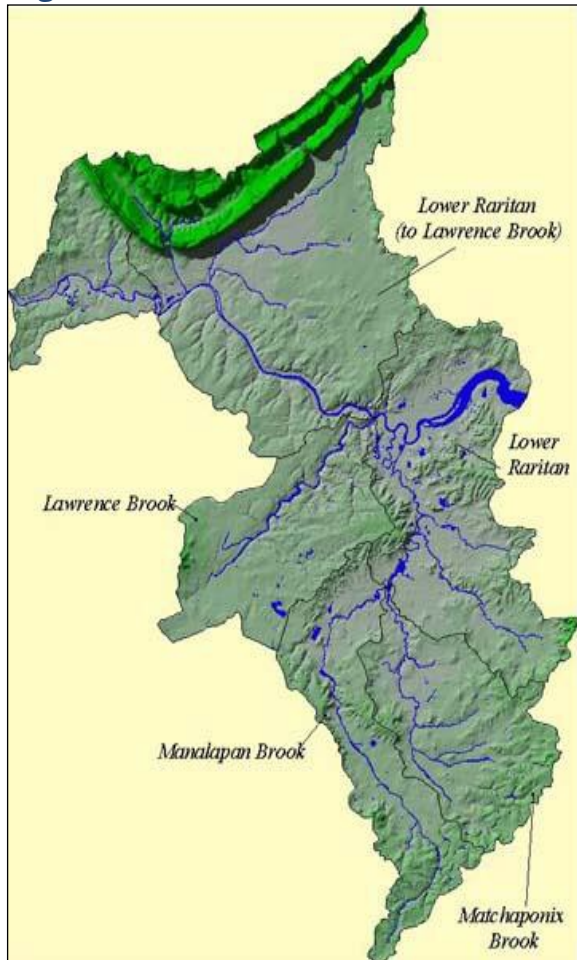 Lower Raritan
(to Lawrence Brook)
Lower
Raritan
Lawrence Brook
Manalapan Brook
Matchaponix
Brook